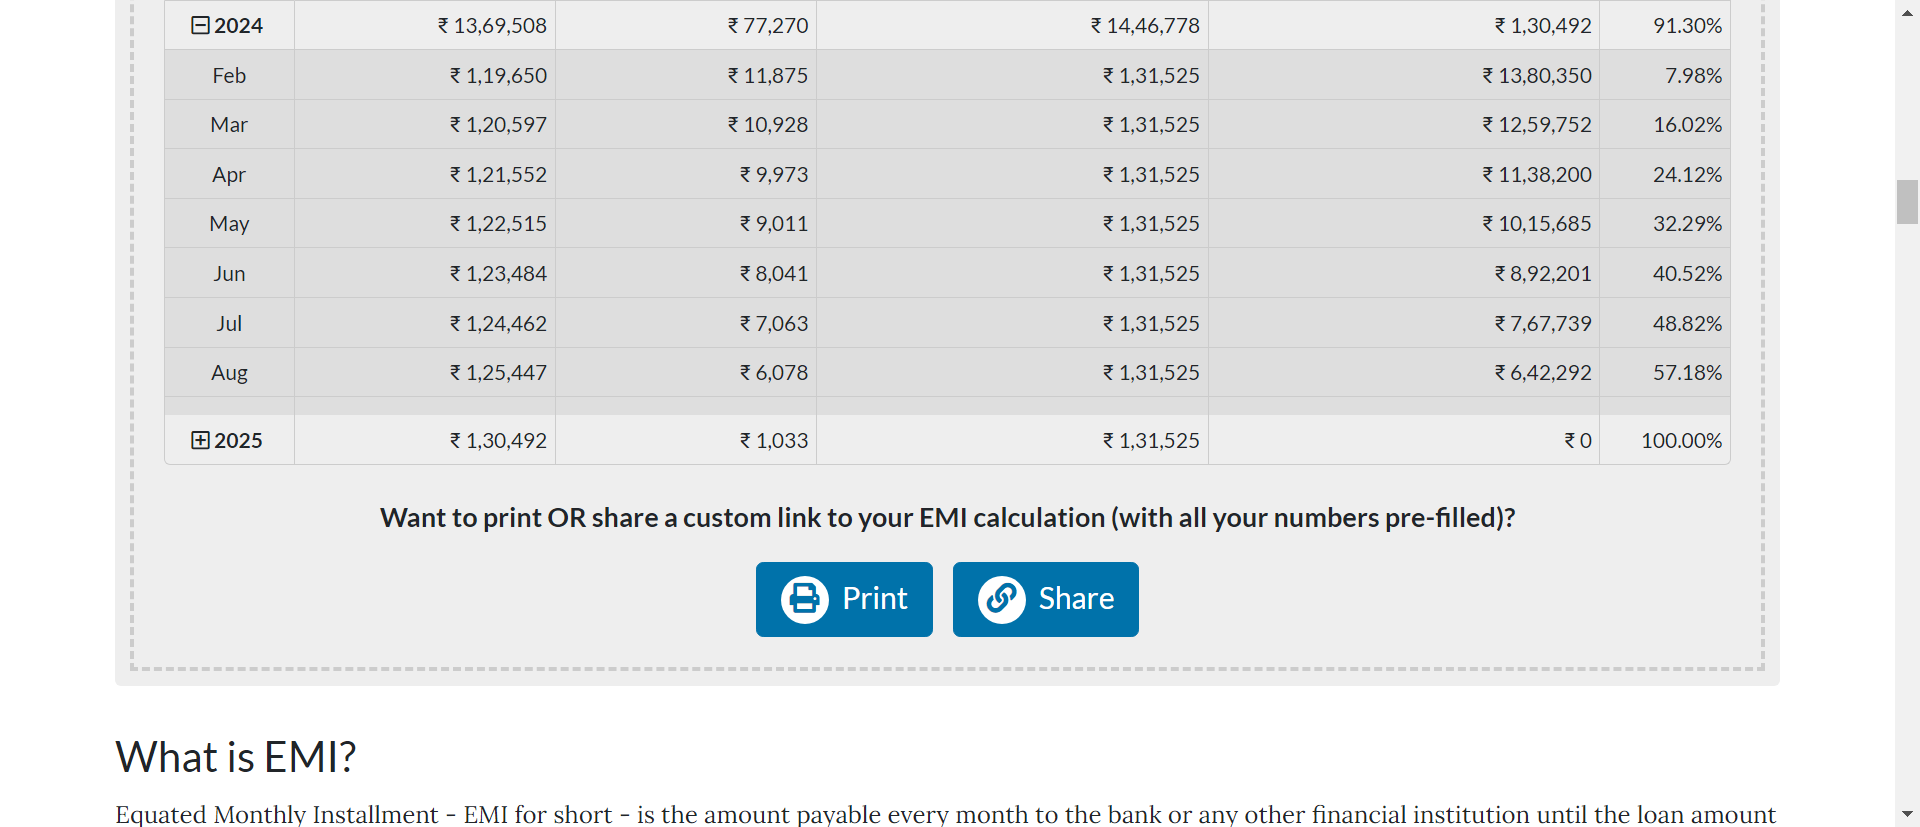 2024 ₹ 13,69,508 ₹ 77,270 ₹ 14,46,778 ₹ 1,30,492 91.30%
Feb ₹ 1,19,650 ₹ 11,875 ₹ 1,31,525 ₹ 13,80,350 7.98%
Mar ₹ 1,20,597 ₹ 10,928 ₹ 1,31,525 ₹ 12,59,752 16.02%
Apr ₹ 1,21,552 ₹ 9,973 ₹ 1,31,525 ₹ 11,38,200 24.12%
May ₹ 1,22,515 ₹ 9,011 ₹ 1,31,525 ₹ 10,15,685 32.29%
Jun ₹ 1,23,484 ₹ 8,041 ₹ 1,31,525 ₹ 8,92,201 40.52%
Jul ₹ 1,24,462 ₹ 7,063 ₹ 1,31,525 ₹ 7,67,739 48.82%
Aug ₹ 1,25,447 ₹ 6,078 ₹ 1,31,525 ₹ 6,42,292 57.18%
2025 ₹ 1,30,492 ₹ 1,033 ₹ 1,31,525 ₹ 0 100.00%
Want to print OR share a custom link to your EMI calculation (with all your numbers pre-filled)?
Print Share
What is EMI?
Equated Monthly Installment - EMI for short - is the amount payable every month to the bank or any other financial institution until the loan amount